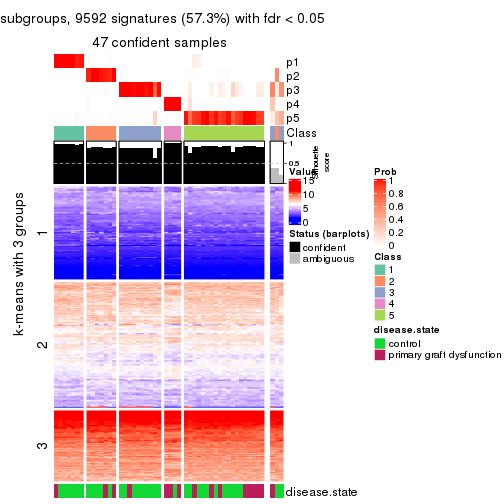 subgroups, 9592 signatures (57.3%) with fdr < 0.05
47 confident samples
p1
p2
p3
p4
p5
Class
1
0.5
0
Silhouette
score
k-means with 3 groups
1
2
3
disease.state
Value
15
10
5
0
Status (barplots)
confident
ambiguous
Prob
1
0.8
0.6
0.4
0.2
0
Class
1
2
3
4
5
disease.state
control
primary graft dysfunction